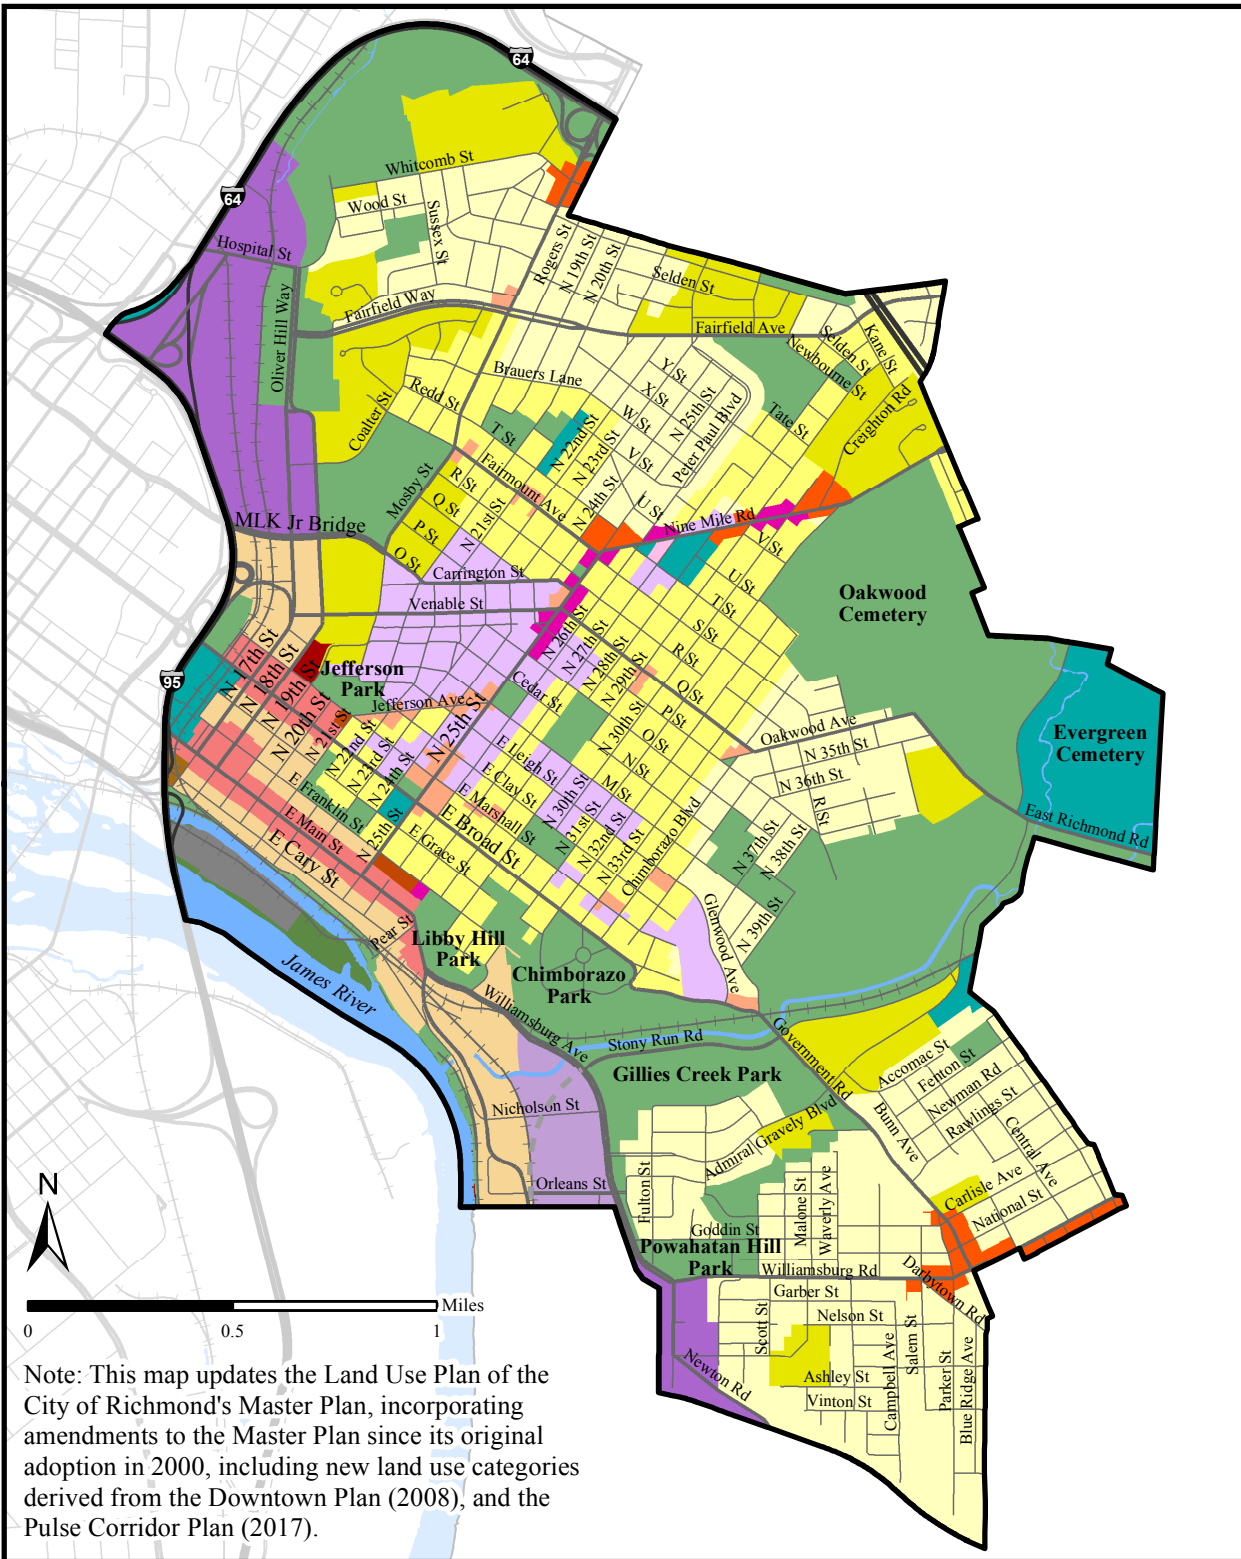 64
Whitcomb St
Wood St
Sussex St
64
Hospital St
Rogers St
N 19th St
N 20th St
Selden St
Oliver Hill Way
Fairfield Way
Fairfield Ave
Selden St
Kane St
Newbourne St
Brauers Lane
Y St
X St
W St
V St
N 25th St
Peter Paul Blvd
Tate St
Creighton Rd
Redd St
Coalter St
T St
N 22nd St
N 23rd St
N 24th St
Fairmount Ave
Mosby St
R St
Q St
P St
O St
N 21st St
U St
Nine Mile Rd
V St
U St
T St
S St
R St
Q St
P St
O St
N St
M St
MLK Jr Bridge
Carrington St
Venable St
Oakwood
Cemetery
N 26th St
N 27th St
N 28th St
N 29th St
N 30th St
Cedar St
95
N 17th St
N 18th St
N 19th St
N 20th St
N 21st St
N 22nd St
N 23rd St
N 24th St
N 25th St
Jefferson
Park
Jefferson Ave
N 25th St
Oakwood Ave
N 35th St
N 36th St
R St
Evergreen
Cemetery
East Richmond Rd
E Leigh St
E Clay St
E Marshall St
E Broad St
E Grace St
E Franklin St
E Main St
E Cary St
N 30th St
N 31st St
N 32nd St
N 33rd St
Chimborazo Blvd
N 37th St
N 38th St
N 39th St
Glenwood Ave
Pear St
Libby Hill
Park
Chimborazo
Park
James River
Williamsburg Ave
Stony Run Rd
Government Rd
Gillies Creek Park
Accomac St
Fenton St
Newman Rd
Rawlings St
Central Ave
Bunn Ave
Nicholson St
Admiral Gravely Blvd
Orleans St
Fulton St
Malone St
Waverly Ave
Carlisle Ave
National St
Goddin St
Powahatan Hill
Park
Williamsburg Rd
Darbytown Rd
Garber St
Nelson St
Scott St
Ashley St
Vinton St
Campbell Ave
Salem St
Parker St
Blue Ridge Ave
Newton Rd
N
Miles
0 0.5 1
Note: This map updates the Land Use Plan of the
City of Richmond's Master Plan, incorporating
amendments to the Master Plan since its original
adoption in 2000, including new land use categories
derived from the Downtown Plan (2008), and the
Pulse Corridor Plan (2017).